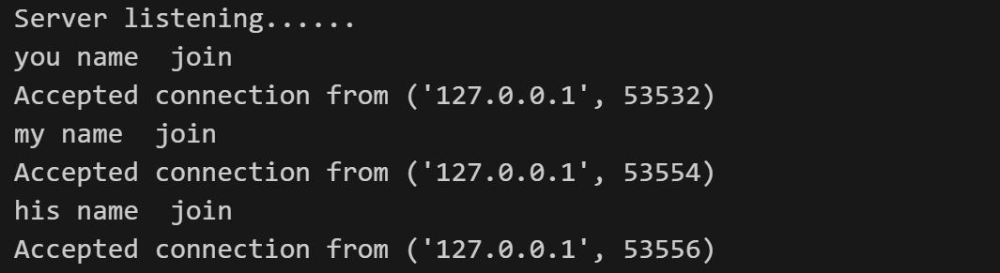 Server listening......
you name  join
Accepted connection from ('127.0.0.1', 53532)
my name  join
Accepted connection from ('127.0.0.1', 53554)
his name  join
Accepted connection from ('127.0.0.1', 53556)